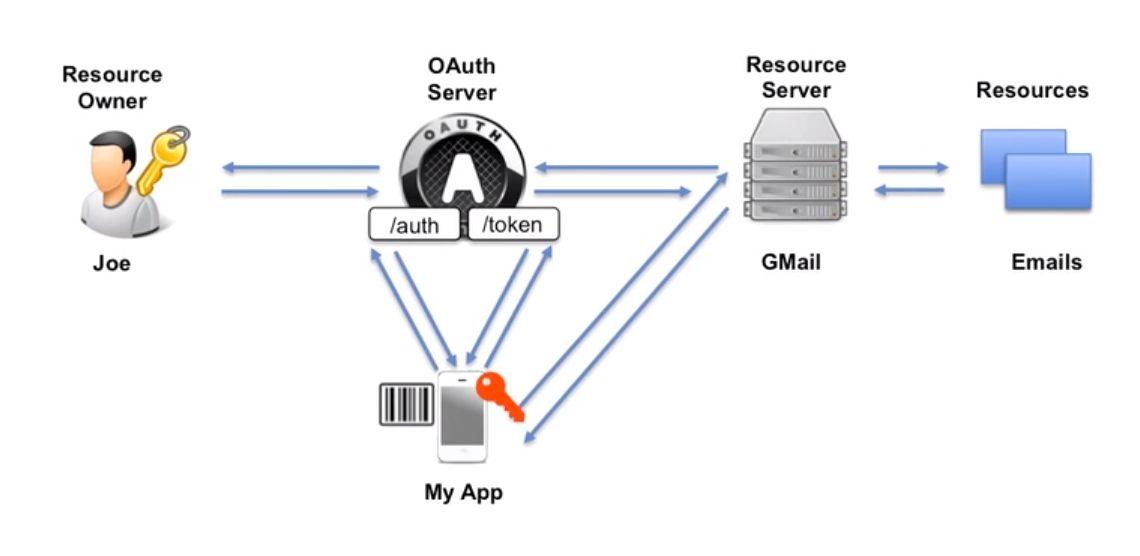 Resource
Owner
OAuth
Server
Resource
Server
Resources
OAUTH
/auth
/token
Joe
GMail
Emails
My App